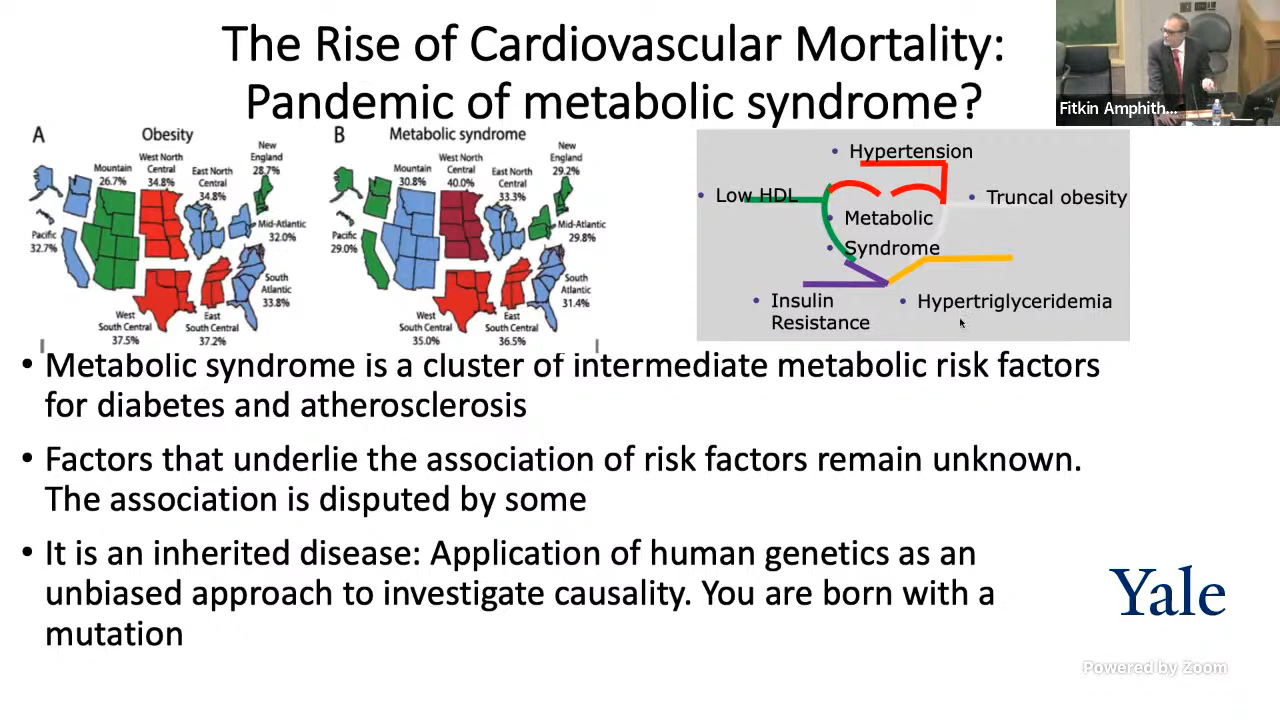 The Rise of Cardiovascular Mortality:
Pandemic of metabolic syndrome?
Fitkin Amphith...
A
Obesity
Mountain
26.7%
West North
Central
34.8%
East North
Central
34.8%
New
England
28.7%
Mid-Atlantic
32.0%
Pacific
32.7%
South
Atlantic
33.8%
West
South Central
37.5%
East
South Central
37.2%
B
Metabolic syndrome
Mountain
30.8%
West North
Central
40.0%
East North
Central
33.3%
New
England
29.2%
Mid-Atlantic
29.8%
Pacific
29.0%
South
Atlantic
31.4%
West
South Central
35.0%
East
South Central
36.5%
• Hypertension
• Low HDL
• Truncal obesity
• Metabolic
• Syndrome
• Insulin
Resistance
• Hypertriglyceridemia
• Metabolic syndrome is a cluster of intermediate metabolic risk factors
for diabetes and atherosclerosis
• Factors that underlie the association of risk factors remain unknown.
The association is disputed by some
• It is an inherited disease: Application of human genetics as an
unbiased approach to investigate causality. You are born with a
mutation
Yale
Powered by Zoom